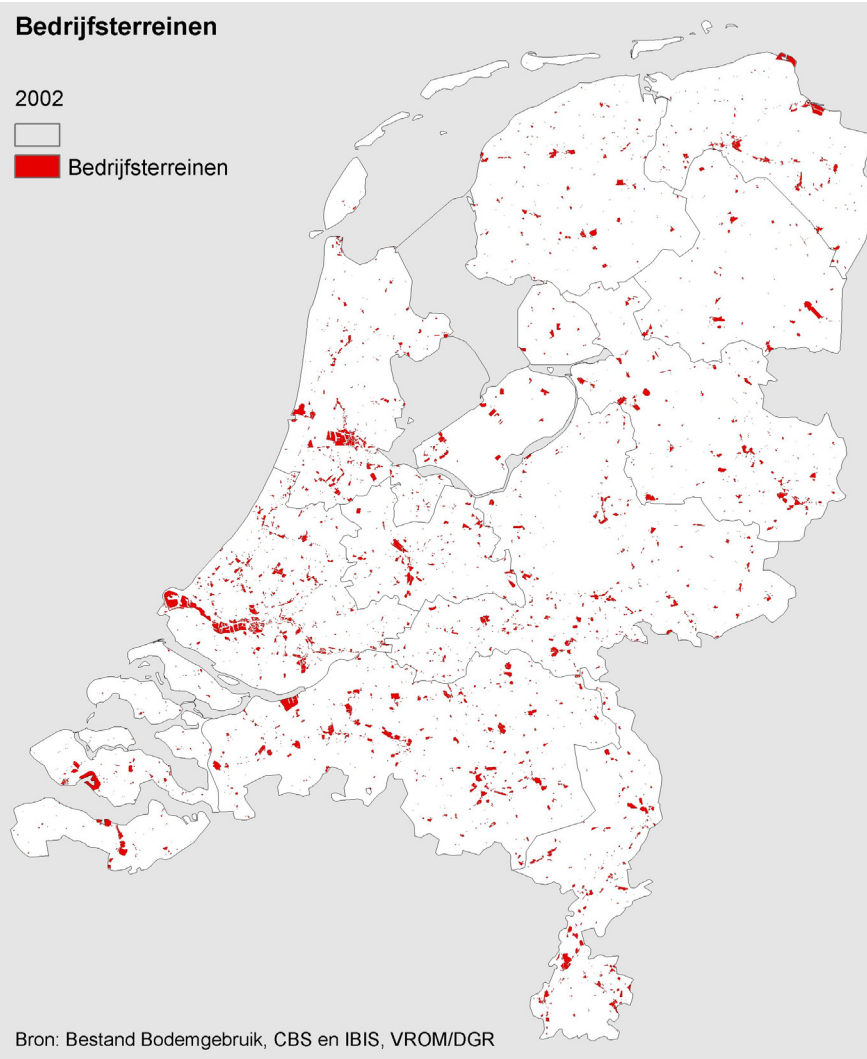 Bedrijfsterreinen
2002
Bedrijfsterreinen
Bron: Bestand Bodemgebruik, CBS en IBIS, VROM/DGR